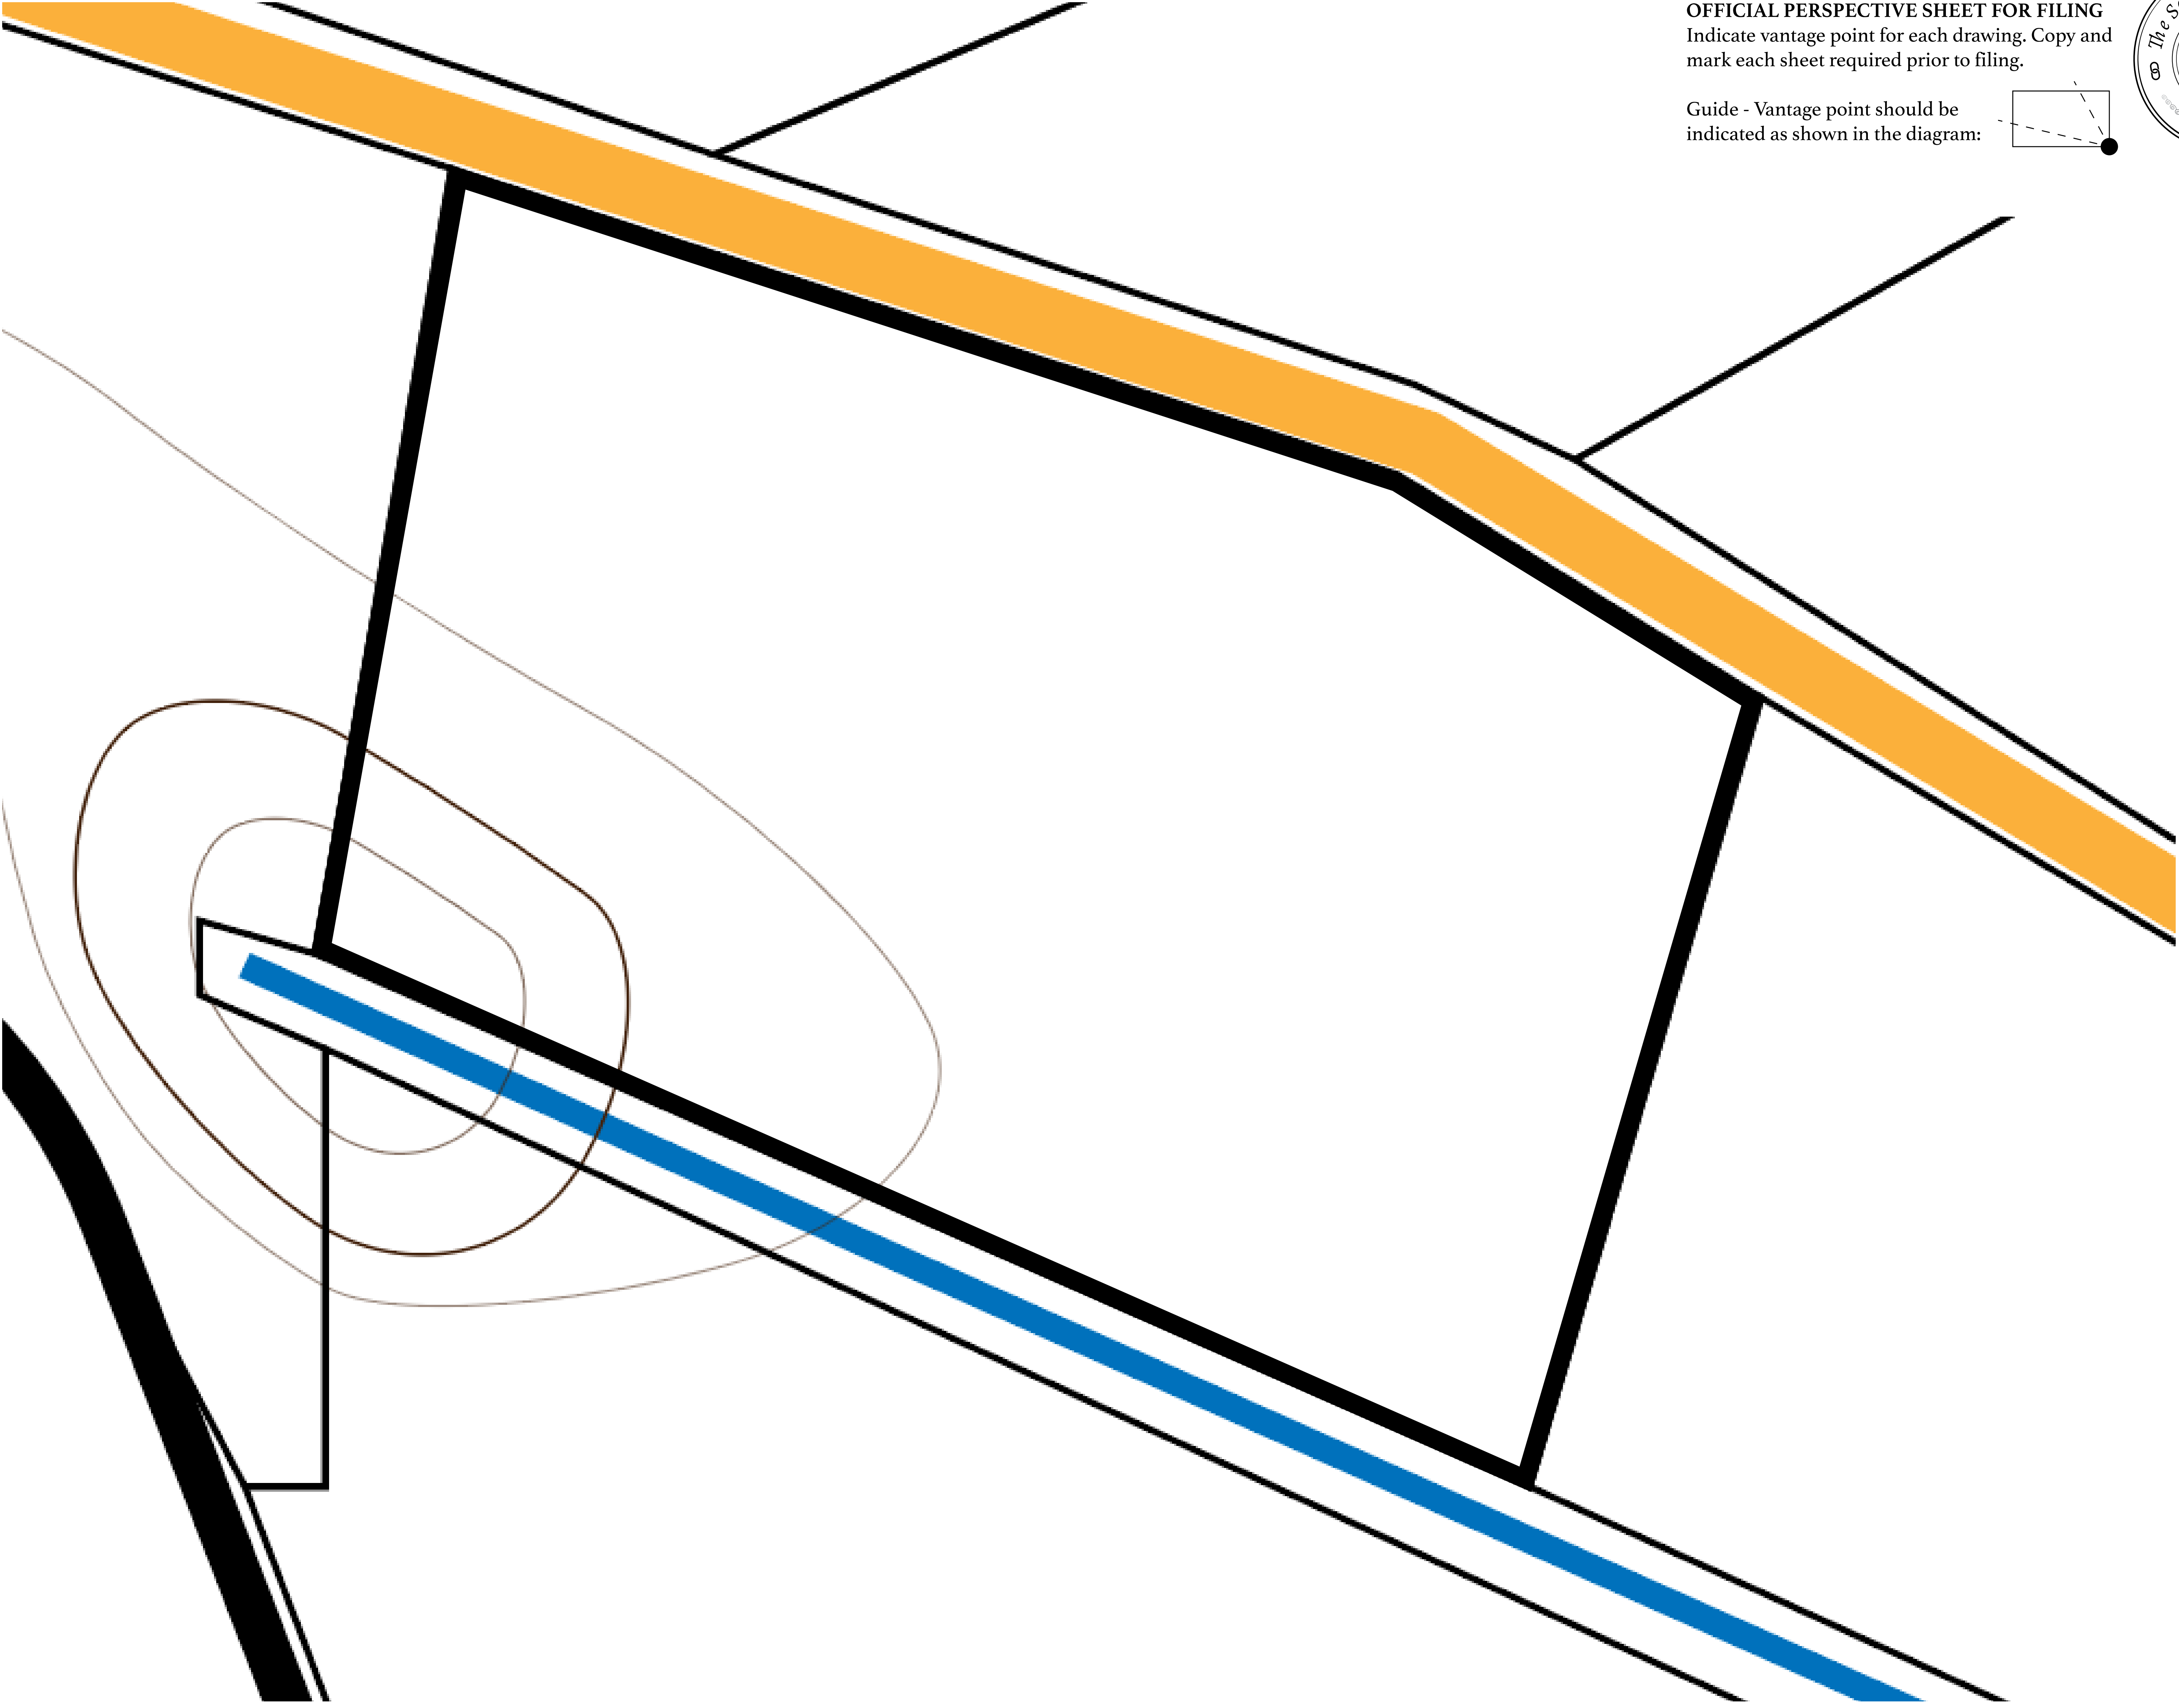 OFFICIAL PERSPECTIVE SHEET FOR FILING
Indicate vantage point for each drawing. Copy and
mark each sheet required prior to filing.
Guide - Vantage point should be
indicated as shown in the diagram:
The